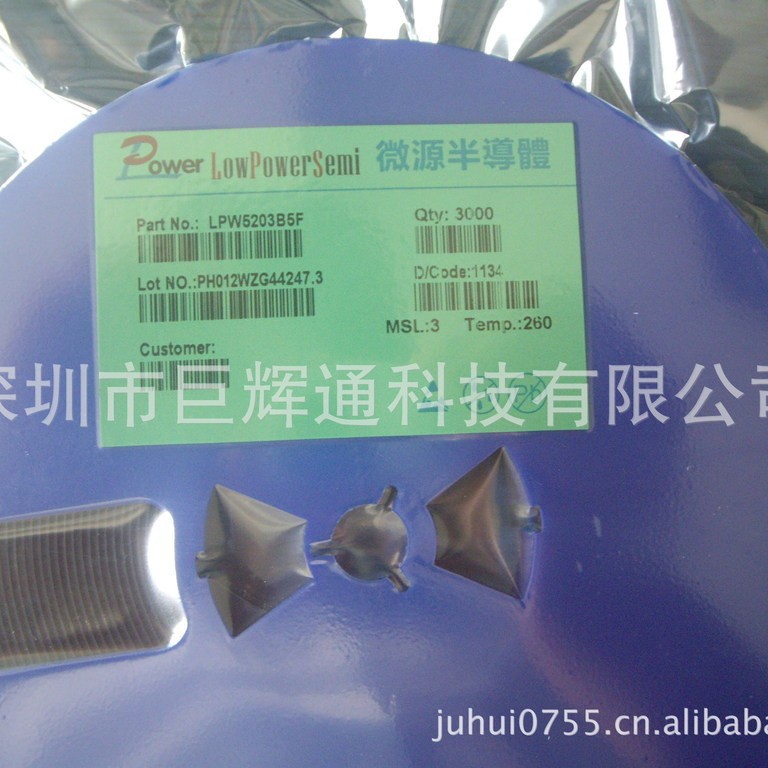 Power LowPowerSemi 微源半導體
Part No.: LPW5203B5F
Qty: 3000
Lot NO.:PH012WZG44247.3
D/Code:1134
MSL.:3 Temp.:260
Customer:
深圳市巨辉通科技有限公司
juhui0755.cn.alibaba